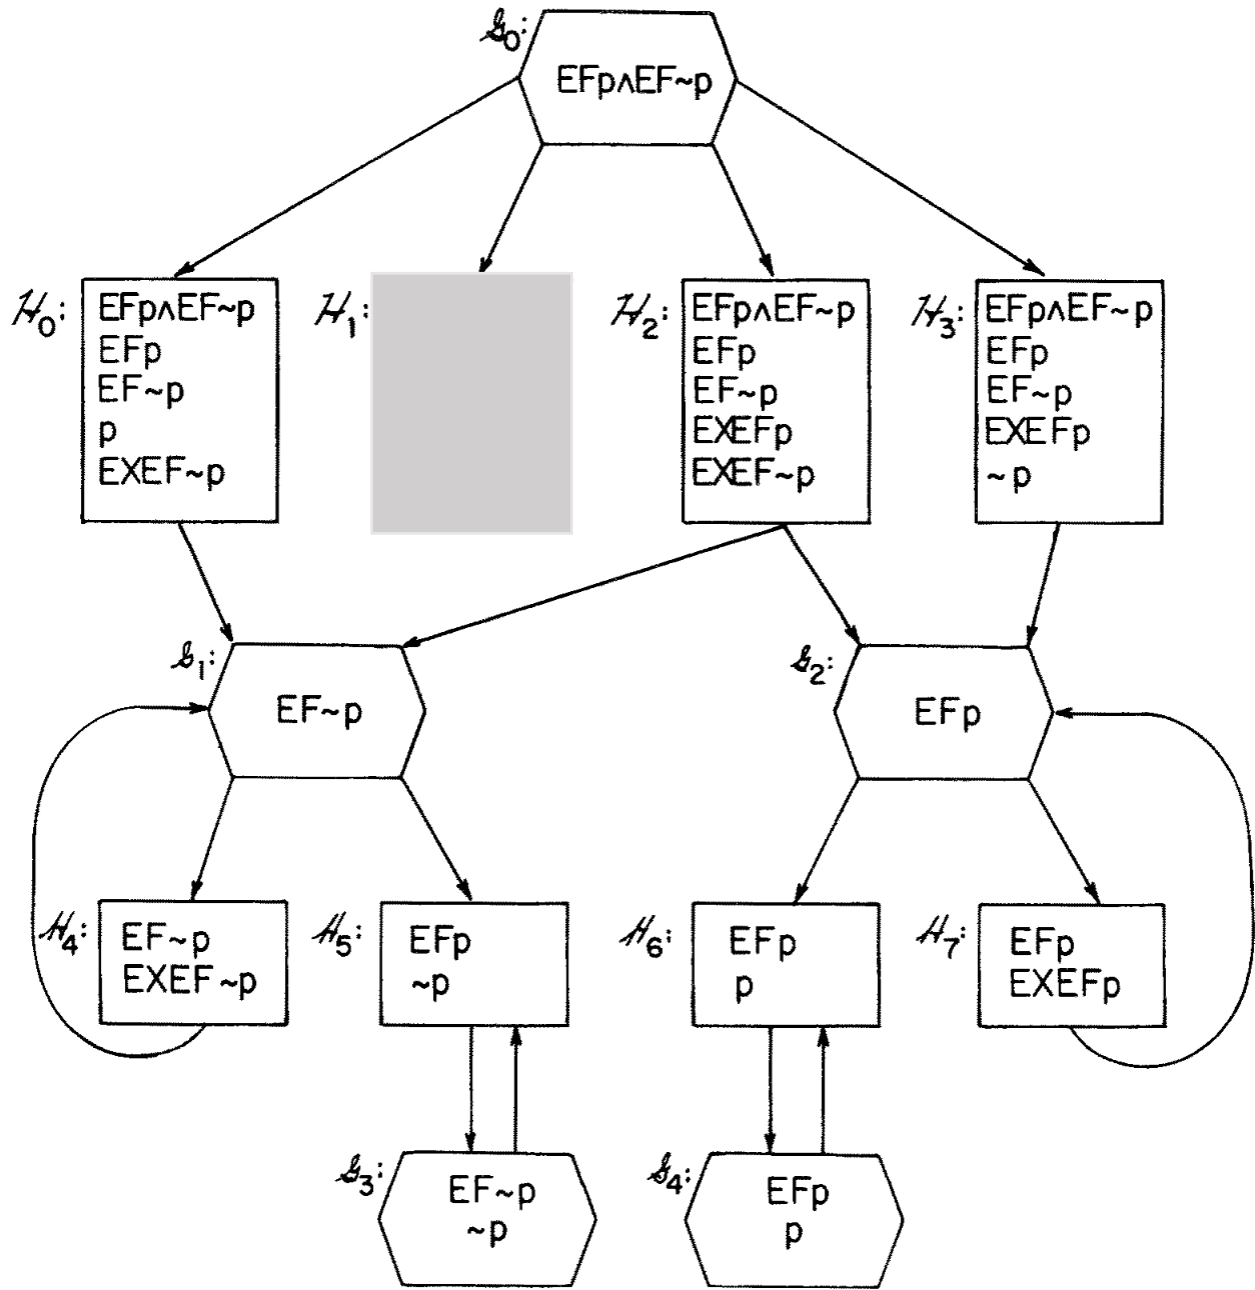 𝒢0:
EFp∧EF~p
ℋ0:
EFp∧EF~p
EFp
EF~p
p
EXEF~p
ℋ1:
ℋ2:
EFp∧EF~p
EFp
EF~p
EXEFp
EXEF~p
ℋ3:
EFp∧EF~p
EFp
EF~p
EXEFp
~p
𝒢1:
EF~p
𝒢2:
EFp
ℋ4:
EF~p
EXEF~p
ℋ5:
EFp
~p
ℋ6:
EFp
p
ℋ7:
EFp
EXEFp
𝒢3:
EF~p
~p
𝒢4:
EFp
p